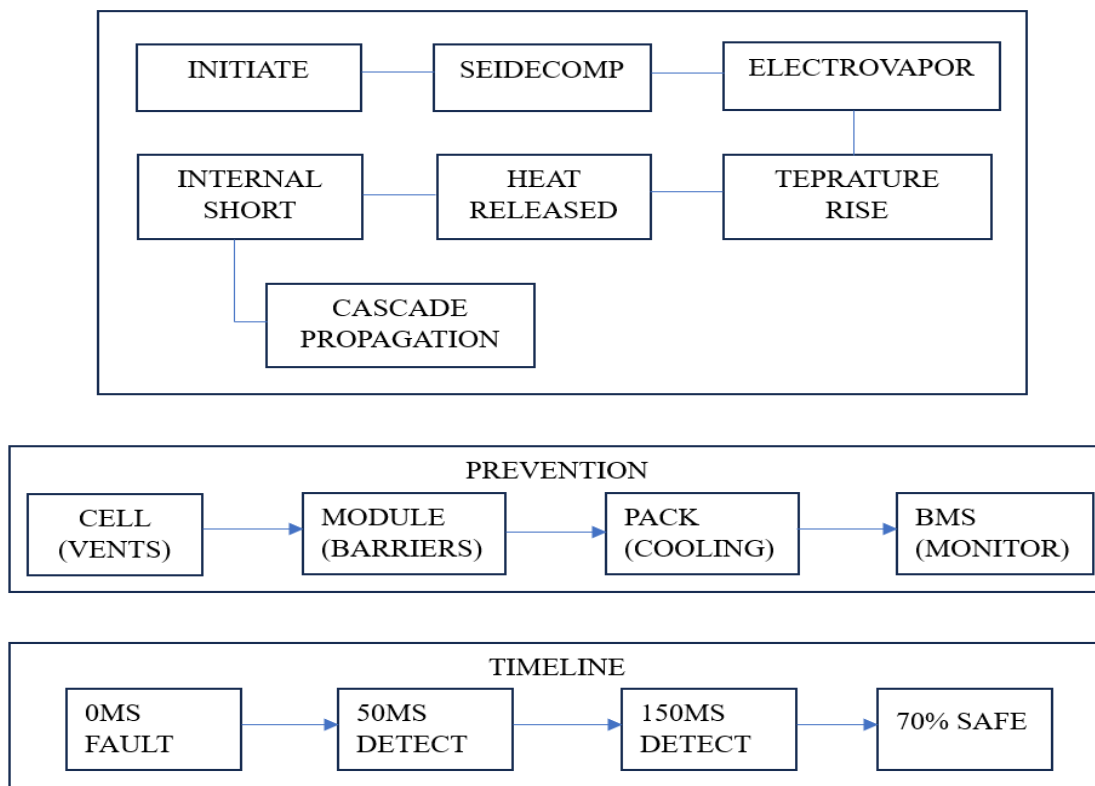 INITIATE
SEIDECOMP
ELECTROVAPOR
INTERNAL
SHORT
HEAT
RELEASED
TEPRATURE
RISE
CASCADE
PROPAGATION
PREVENTION
CELL
(VENTS)
MODULE
(BARRIERS)
PACK
(COOLING)
BMS
(MONITOR)
TIMELINE
0MS
FAULT
50MS
DETECT
150MS
DETECT
70% SAFE